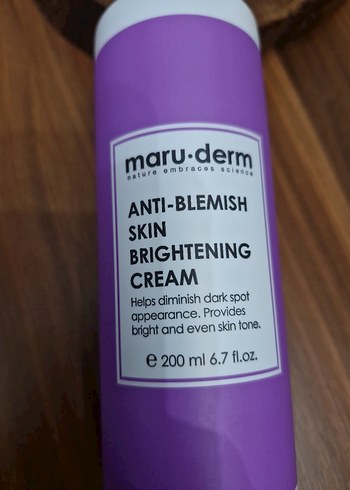 maru·derm
nature embraces science
ANTI-BLEMISH
SKIN
BRIGHTENING
CREAM
Helps diminish dark spot
appearance. Provides
bright and even skin tone.
℮ 200 ml 6.7 fl.oz.